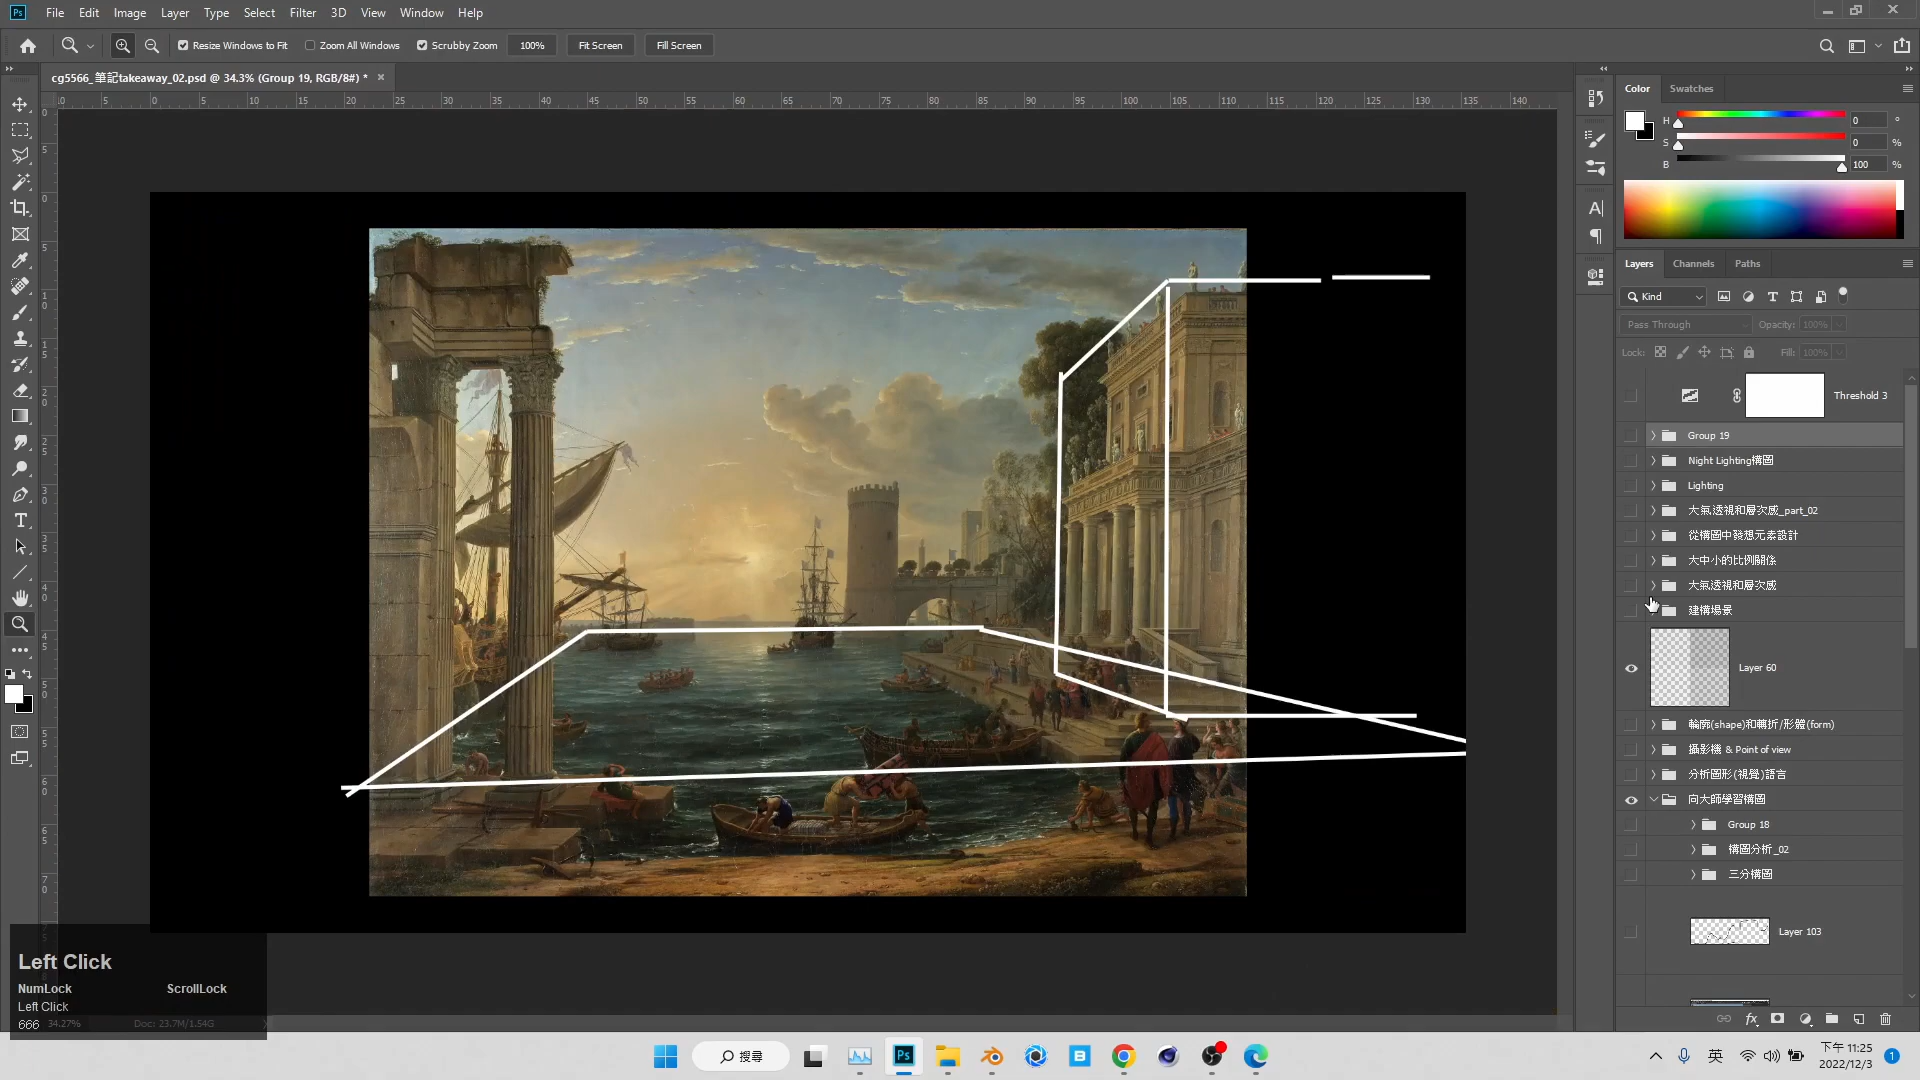 File Edit Image Layer Type Select Filter 3D View Window Help
Resize Windows to Fit Zoom All Windows Scrubby Zoom 100% Fit Screen Fill Screen
cg5566_筆記takeaway_02.psd @ 34.3% (Group 19, RGB/8#) *
Color Swatches
H 0 °
S 0 %
B 100 %
Layers Channels Paths
Kind
Pass Through Opacity: 100%
Lock: Fill: 100%
Threshold 3
Group 19
Night Lighting構圖
Lighting
大氣透視和層次感_part_02
從構圖中發想元素設計
大中小的比例關係
大氣透視和層次感
建構場景
Layer 60
輪廓(shape)和轉折/形體(form)
攝影機 & Point of view
分析圖形(視覺)語言
向大師學習構圖
Group 18
構圖分析_02
三分構圖
Layer 103
Left Click
NumLock ScrollLock
Left Click
666 34.27% Doc: 23.7M/1.54G
搜尋
英
下午 11:25
2022/12/3
1